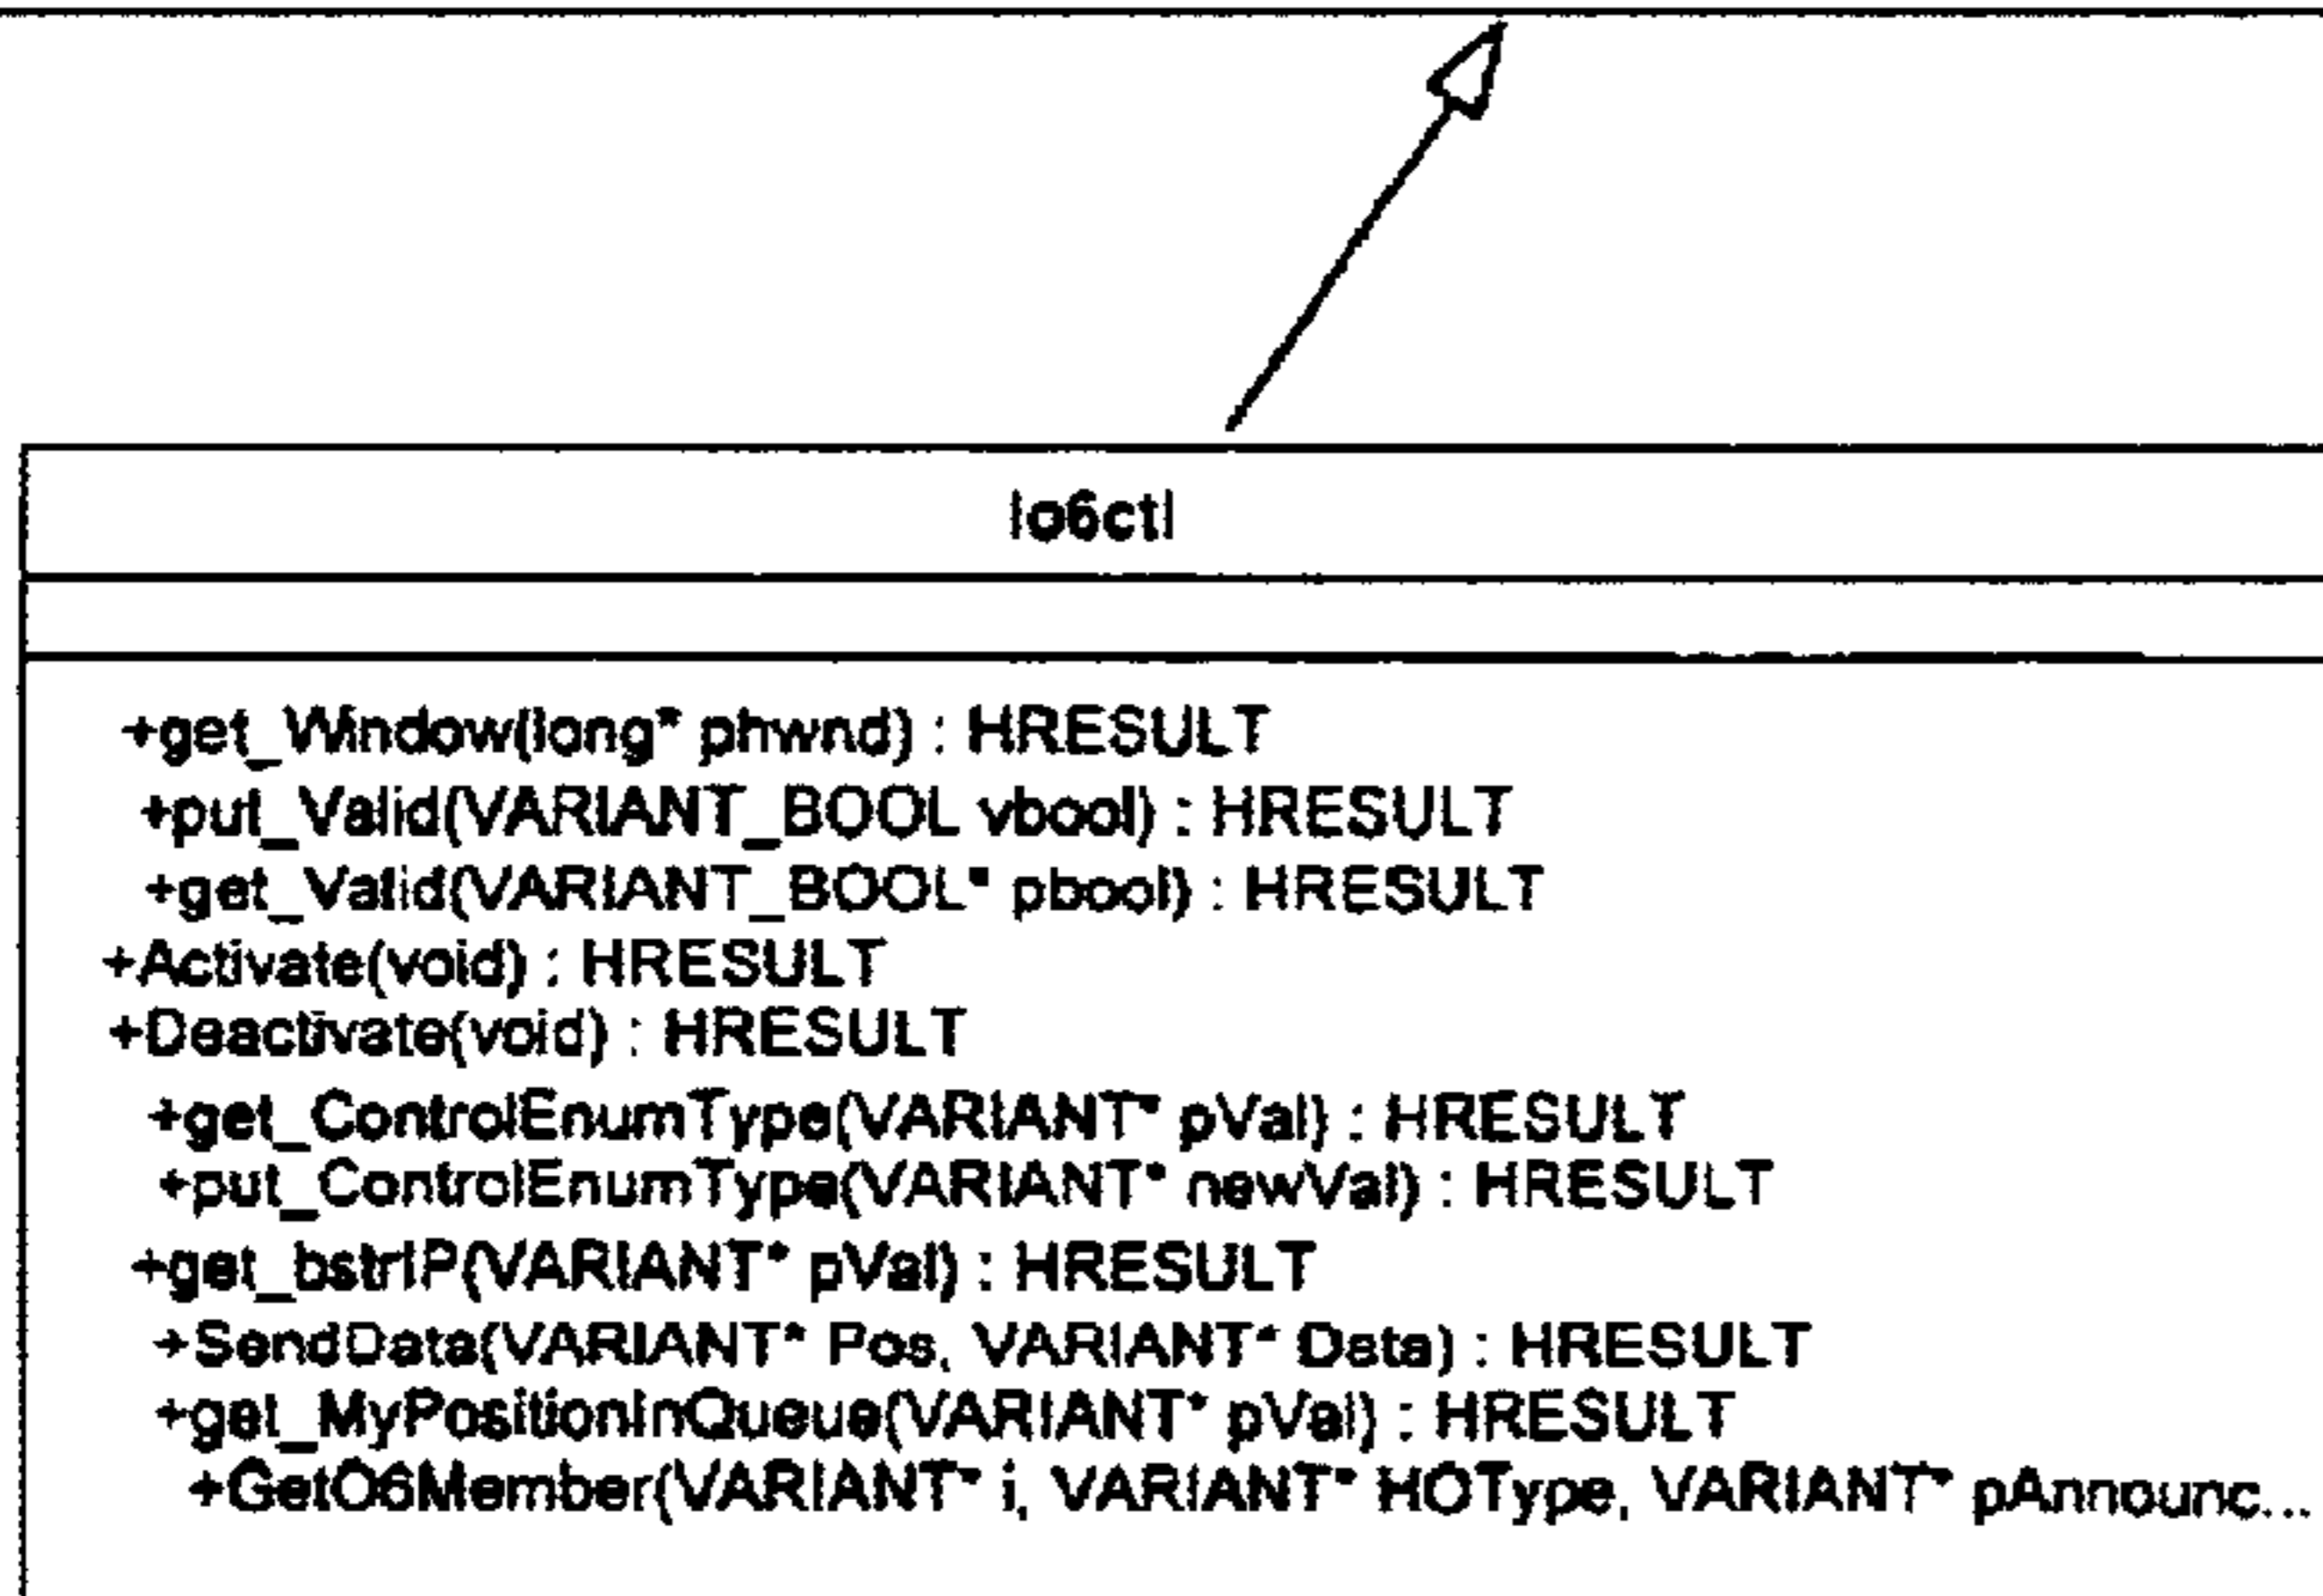 Io6ctl
+get_Window(long* phwnd) : HRESULT
+put_Valid(VARIANT_BOOL vbool) : HRESULT
+get_Valid(VARIANT_BOOL* pbool) : HRESULT
+Activate(void) : HRESULT
+Deactivate(void) : HRESULT
+get_ControlEnumType(VARIANT* pVal) : HRESULT
+put_ControlEnumType(VARIANT* newVal) : HRESULT
+get_bstrIP(VARIANT* pVal) : HRESULT
+SendData(VARIANT* Pos, VARIANT* Data) : HRESULT
+get_MyPositionInQueue(VARIANT* pVal) : HRESULT
+GetO6Member(VARIANT* i, VARIANT* HOType, VARIANT* pAnnounc...